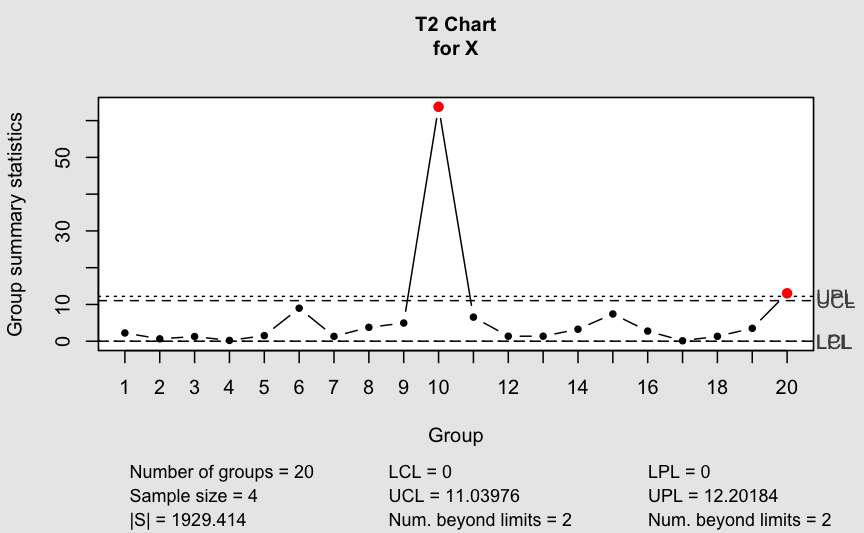 T2 Chart
for X
Group summary statistics
50
30
10
0
UPL
UCL
LPL
LCL
1 2 3 4 5 6 7 8 9 10 12 14 16 18 20
Group
Number of groups = 20 LCL = 0 LPL = 0
Sample size = 4 UCL = 11.03976 UPL = 12.20184
|S| = 1929.414 Num. beyond limits = 2 Num. beyond limits = 2